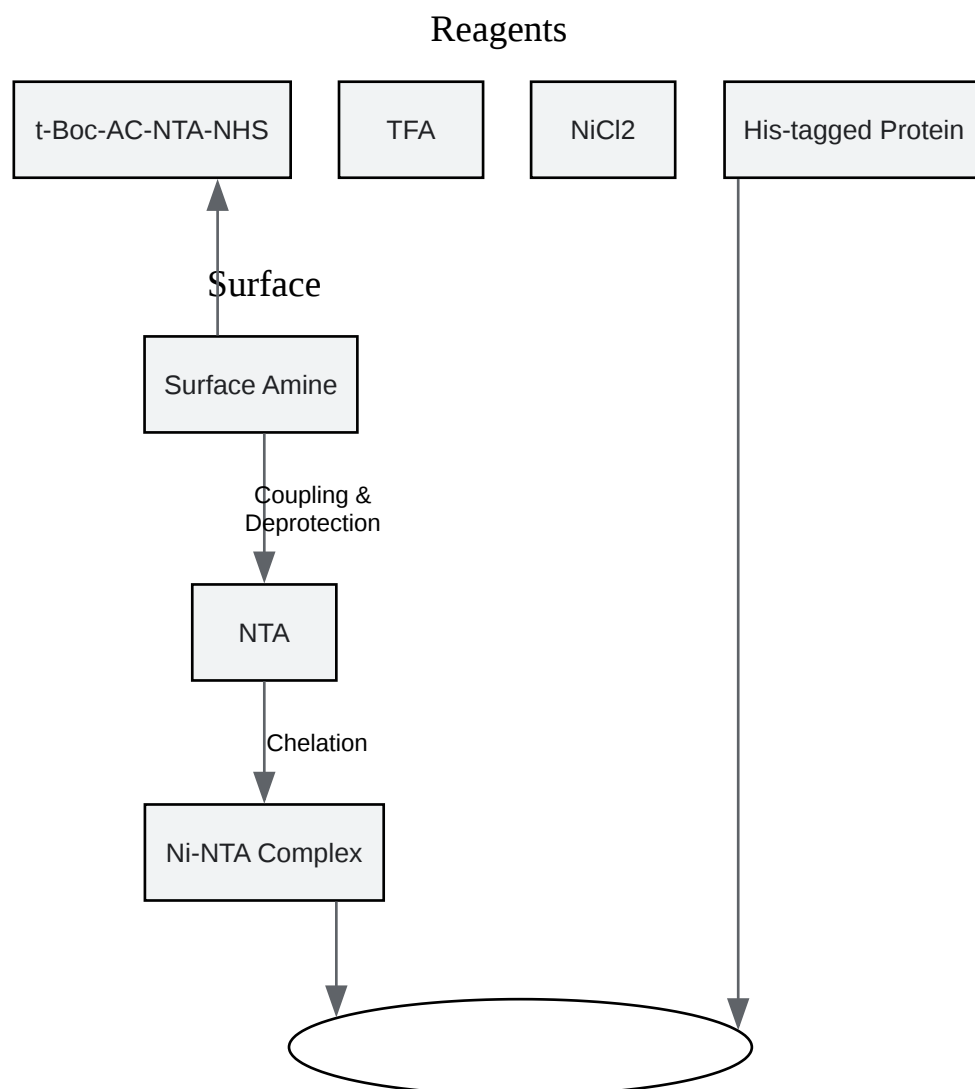 Reagents
t-Boc-AC-NTA-NHS
TFA
NiCl2
His-tagged Protein
Surface
Surface Amine
Coupling &
Deprotection
NTA
Chelation
Ni-NTA Complex